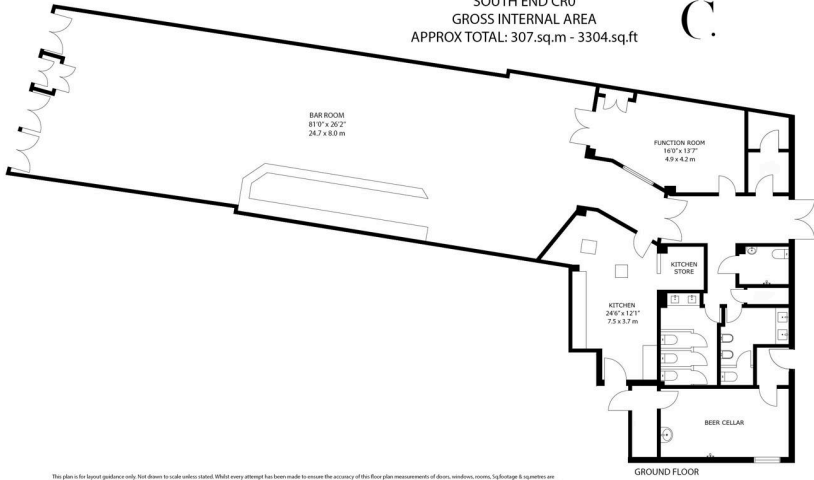 SOUTH END CR0
GROSS INTERNAL AREA
APPROX TOTAL: 307.sq.m - 3304.sq.ft
C.
BAR ROOM
81'0" x 26'2"
24.7 x 8.0 m
FUNCTION ROOM
16'0" x 13'7"
4.9 x 4.2 m
KITCHEN
STORE
KITCHEN
24'6" x 12'1"
7.5 x 3.7 m
BEER CELLAR
GROUND FLOOR
This plan is for layout guidance only. Not drawn to scale unless stated. Whilst every attempt has been made to ensure the accuracy of this floor plan measurements of doors, windows, rooms, Sq.footage & sq.metres are